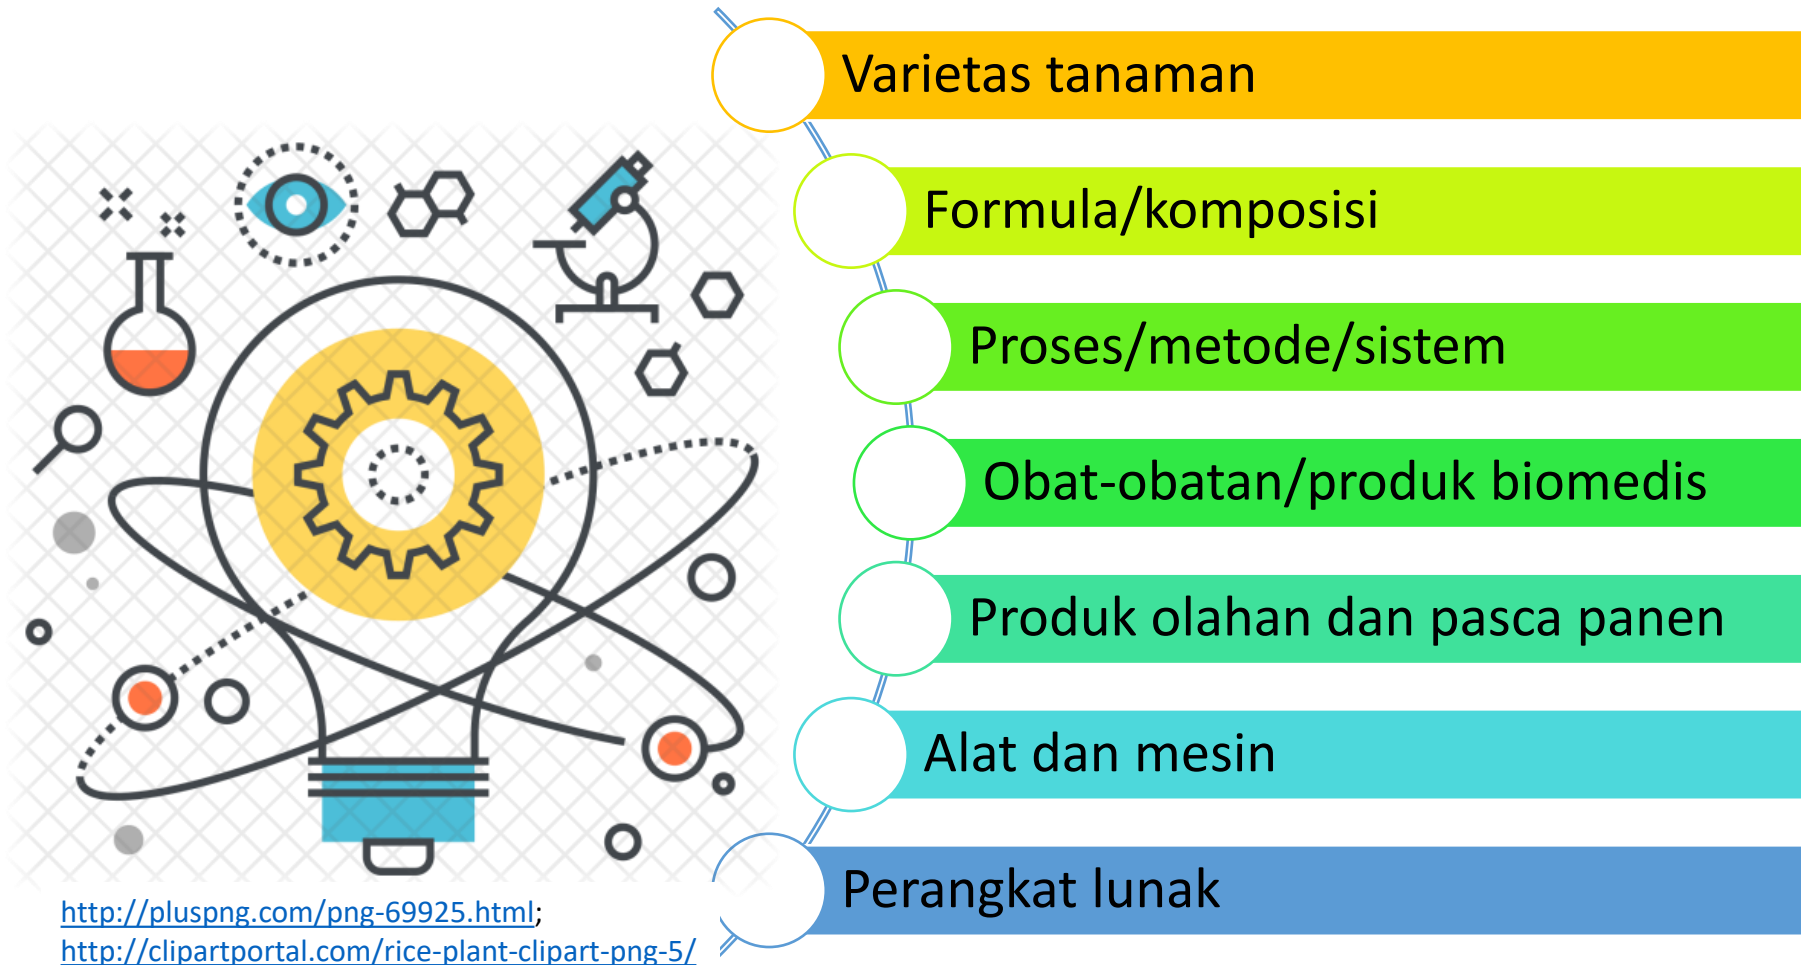 Varietas tanaman
Formula/komposisi
Proses/metode/sistem
Obat-obatan/produk biomedis
Produk olahan dan pasca panen
Alat dan mesin
Perangkat lunak
http://pluspng.com/png-69925.html;
http://clipartportal.com/rice-plant-clipart-png-5/